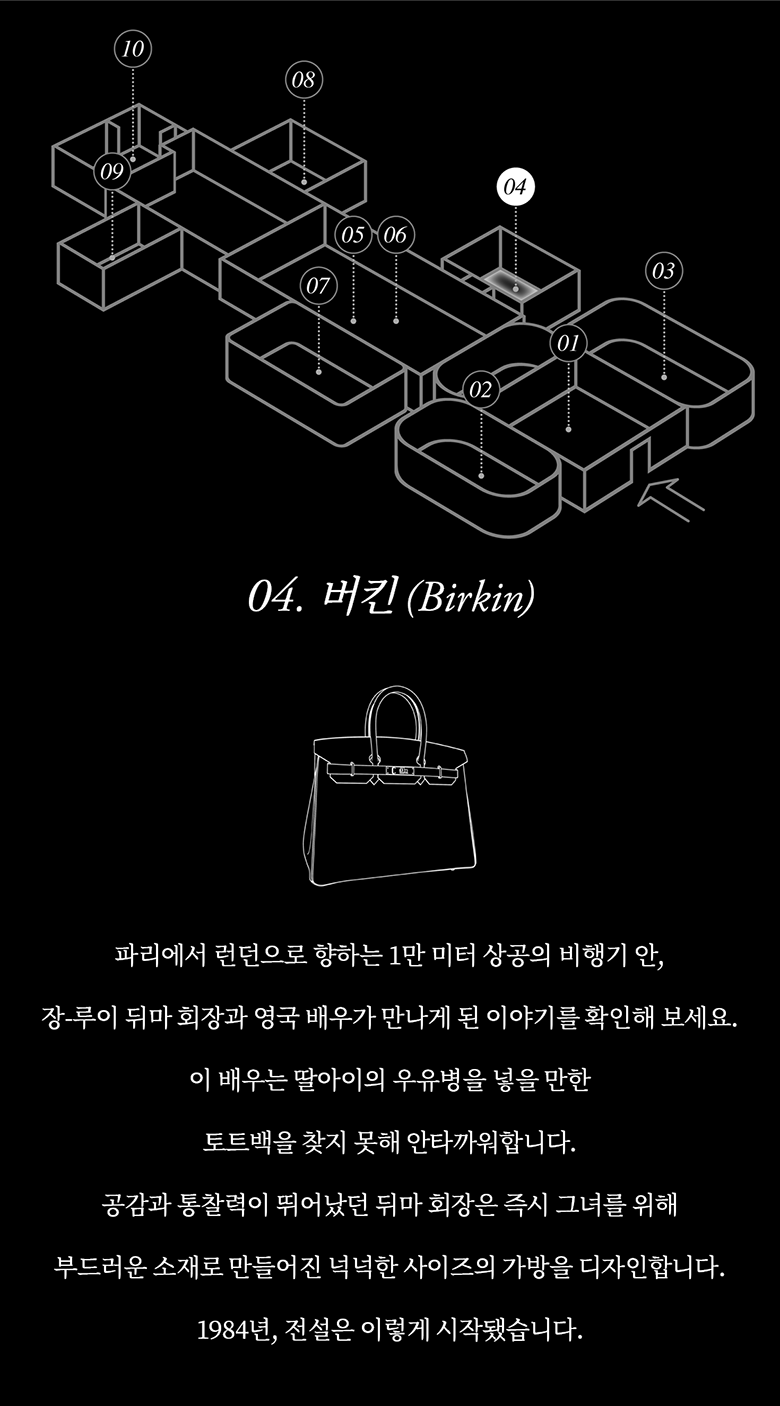 10
08
09
04
05
06
03
07
01
02
04. 버킨 (Birkin)
파리에서 런던으로 향하는 1만 미터 상공의 비행기 안,
장-루이 뒤마 회장과 영국 배우가 만나게 된 이야기를 확인해 보세요.
이 배우는 딸아이의 우유병을 넣을 만한
토트백을 찾지 못해 안타까워합니다.
공감과 통찰력이 뛰어났던 뒤마 회장은 즉시 그녀를 위해
부드러운 소재로 만들어진 넉넉한 사이즈의 가방을 디자인합니다.
1984년, 전설은 이렇게 시작됐습니다.